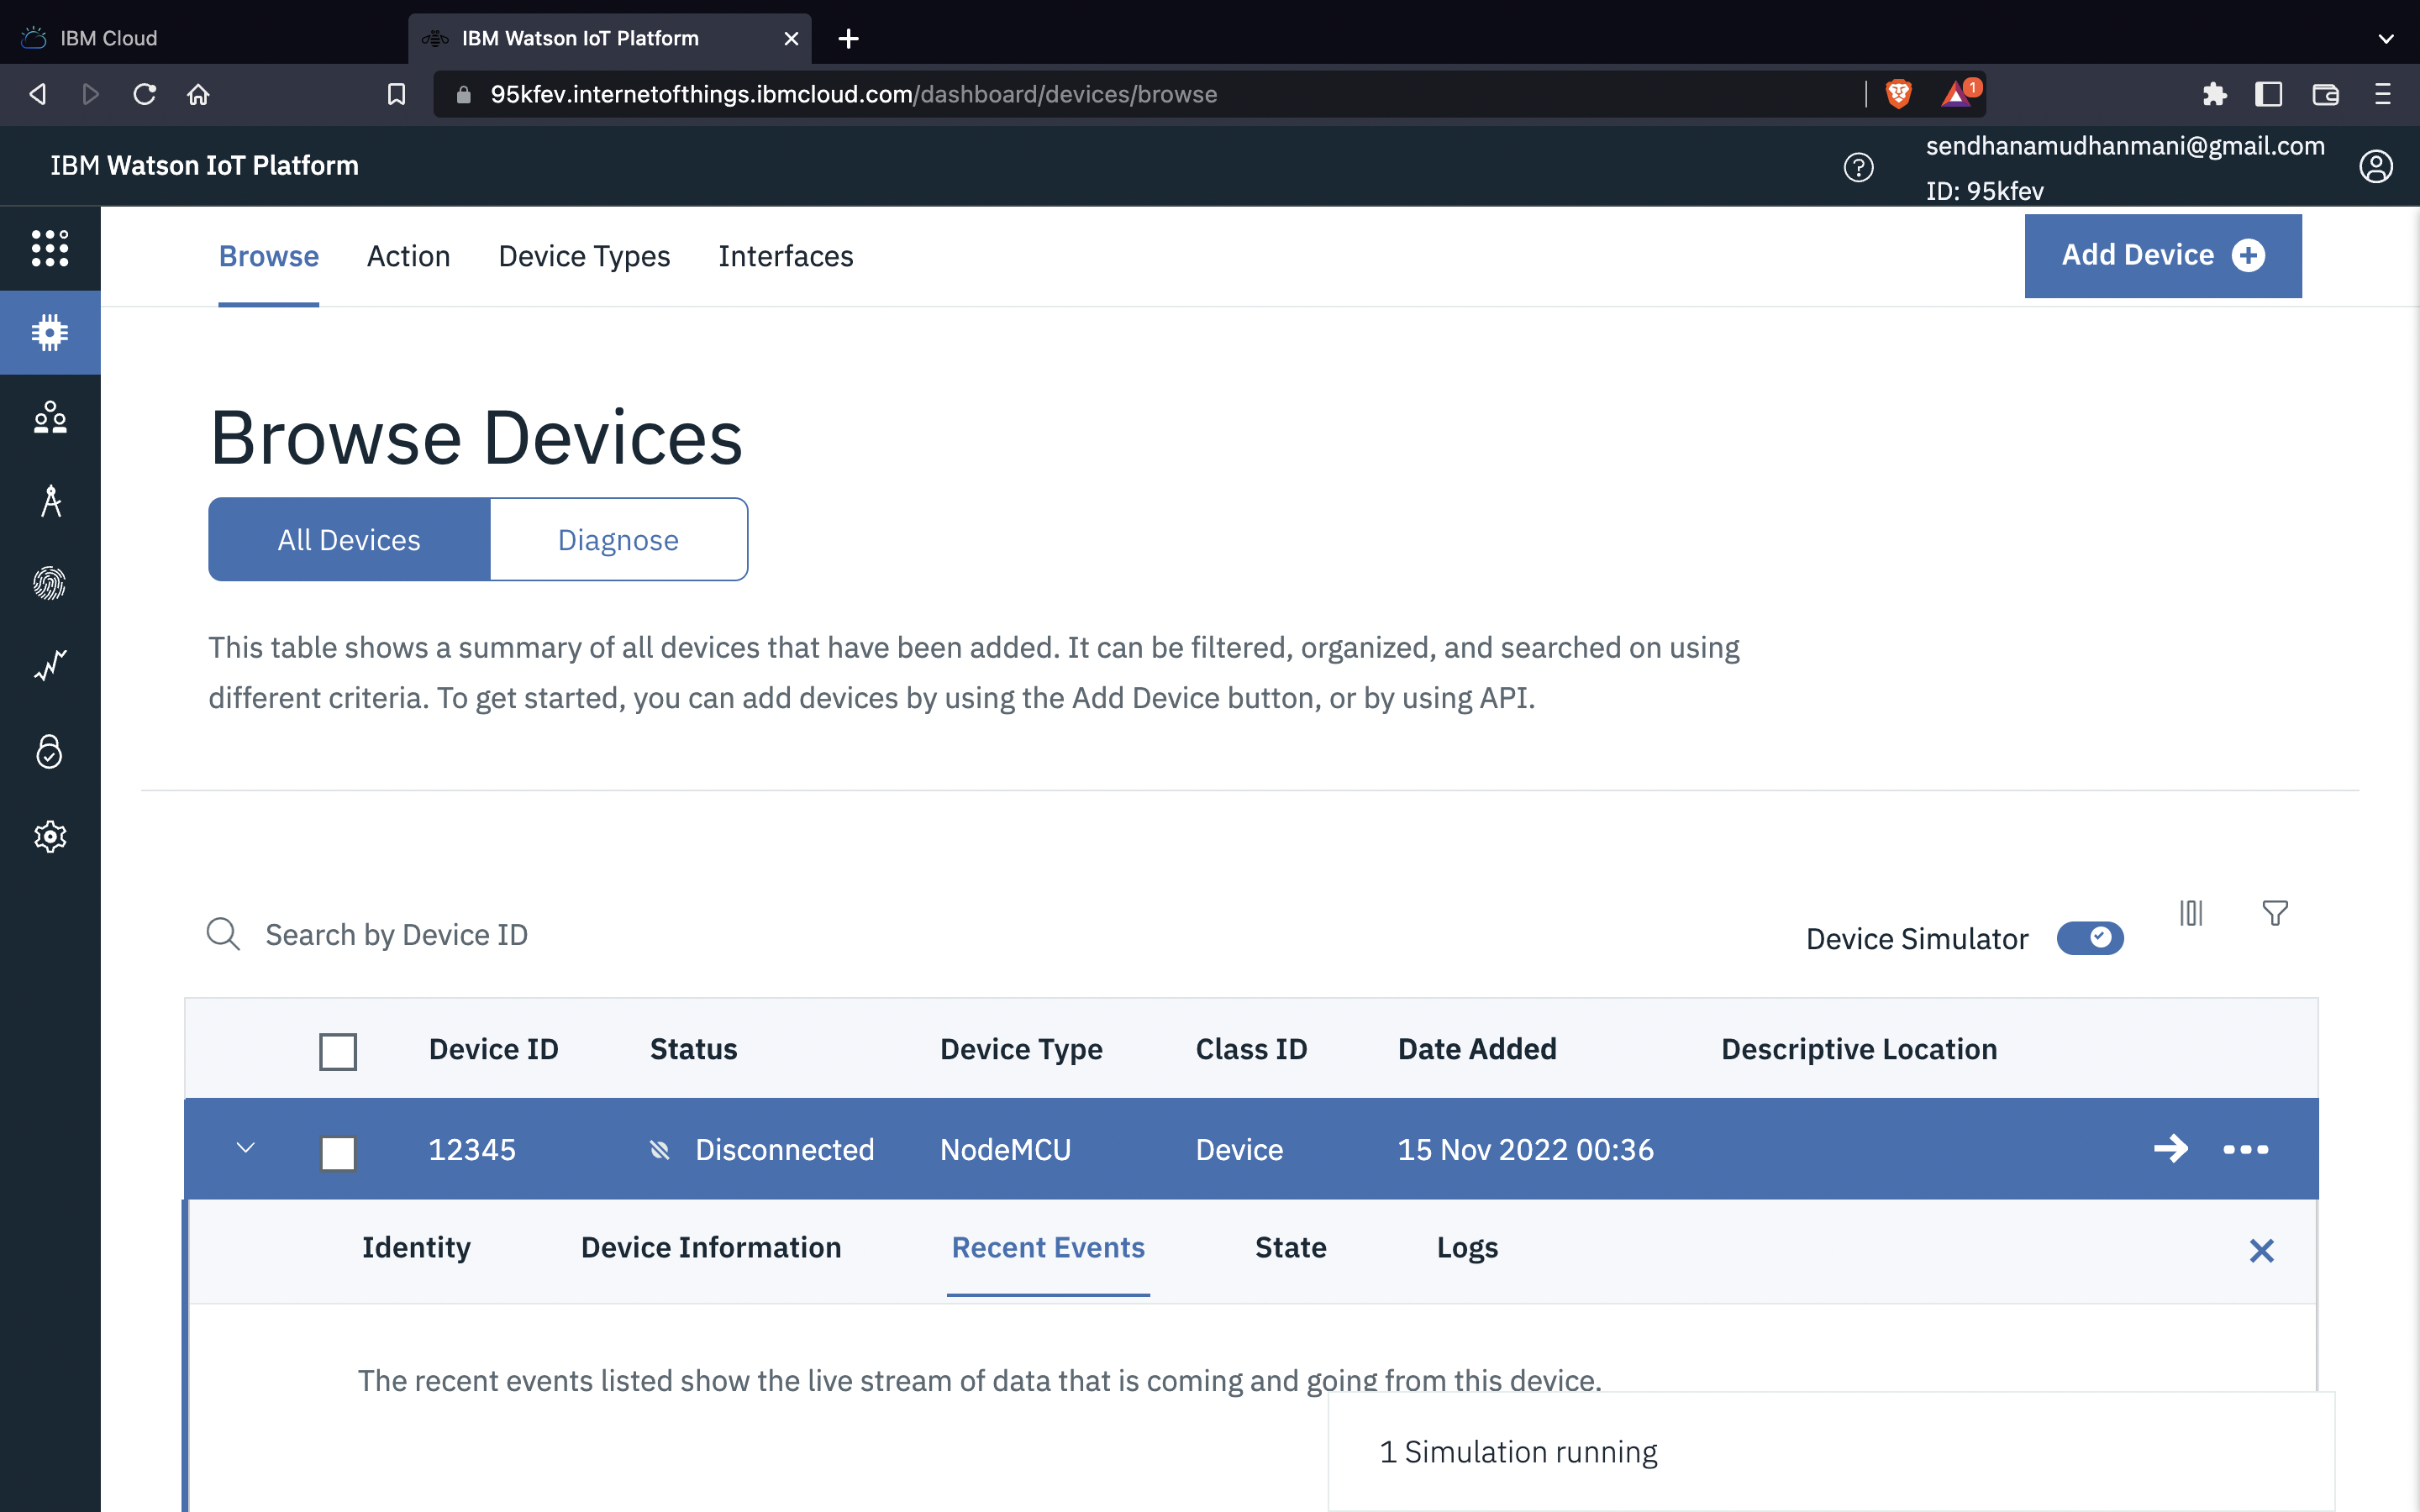 IBM Cloud
IBM Watson IoT Platform
95kfev.internetofthings.ibmcloud.com/dashboard/devices/browse
1
IBM Watson IoT Platform
sendhanamudhanmani@gmail.com
ID: 95kfev
Browse
Action
Device Types
Interfaces
Add Device
Browse Devices
All Devices
Diagnose
This table shows a summary of all devices that have been added. It can be filtered, organized, and searched on using
different criteria. To get started, you can add devices by using the Add Device button, or by using API.
Search by Device ID
Device Simulator
Device ID Status Device Type Class ID Date Added Descriptive Location
12345 Disconnected NodeMCU Device 15 Nov 2022 00:36
Identity Device Information Recent Events State Logs
The recent events listed show the live stream of data that is coming and going from this device.
1 Simulation running